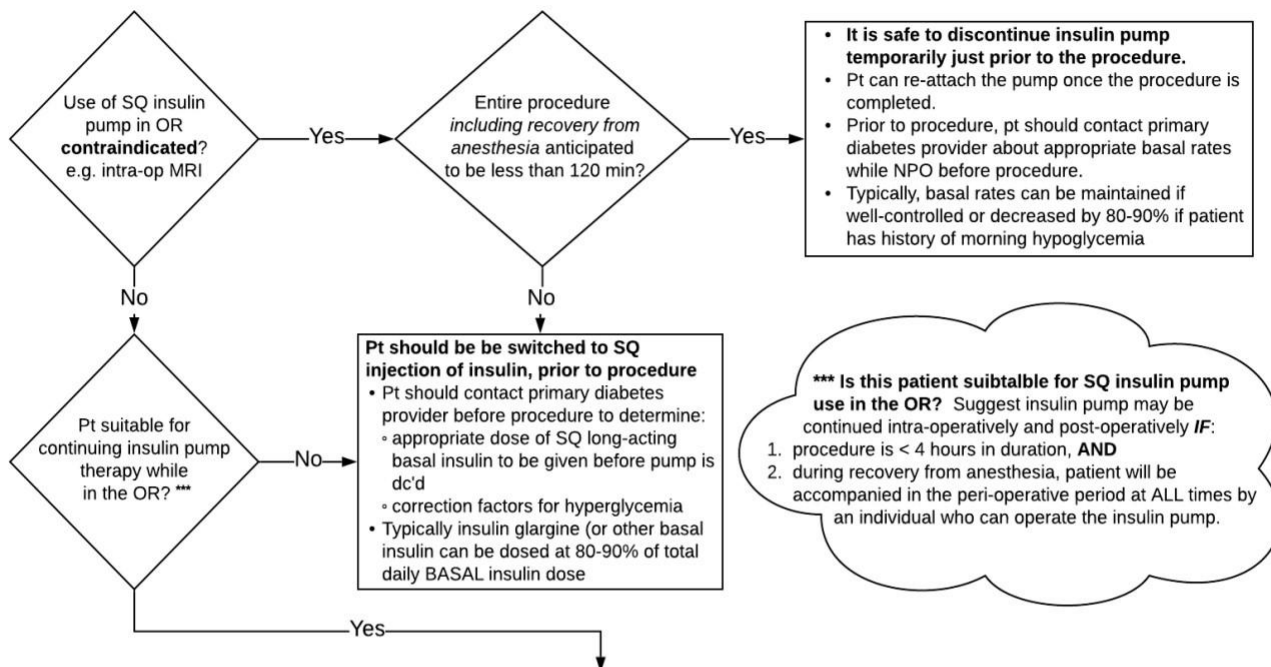 Use of SQ insulin
pump in OR
contraindicated?
e.g. intra-op MRI
Yes
Entire procedure
including recovery from
anesthesia anticipated
to be less than 120 min?
Yes
• It is safe to discontinue insulin pump
temporarily just prior to the procedure.
• Pt can re-attach the pump once the procedure is
completed.
• Prior to procedure, pt should contact primary
diabetes provider about appropriate basal rates
while NPO before procedure.
• Typically, basal rates can be maintained if
well-controlled or decreased by 80-90% if patient
has history of morning hypoglycemia
No
No
Pt suitable for
continuing insulin pump
therapy while
in the OR? ***
No
Pt should be be switched to SQ
injection of insulin, prior to procedure
• Pt should contact primary diabetes
provider before procedure to determine:
◦ appropriate dose of SQ long-acting
basal insulin to be given before pump is
dc'd
◦ correction factors for hyperglycemia
• Typically insulin glargine (or other basal
insulin can be dosed at 80-90% of total
daily BASAL insulin dose
*** Is this patient suibtalble for SQ insulin pump
use in the OR? Suggest insulin pump may be
continued intra-operatively and post-operatively IF:
1. procedure is < 4 hours in duration, AND
2. during recovery from anesthesia, patient will be
accompanied in the peri-operative period at ALL times by
an individual who can operate the insulin pump.
Yes